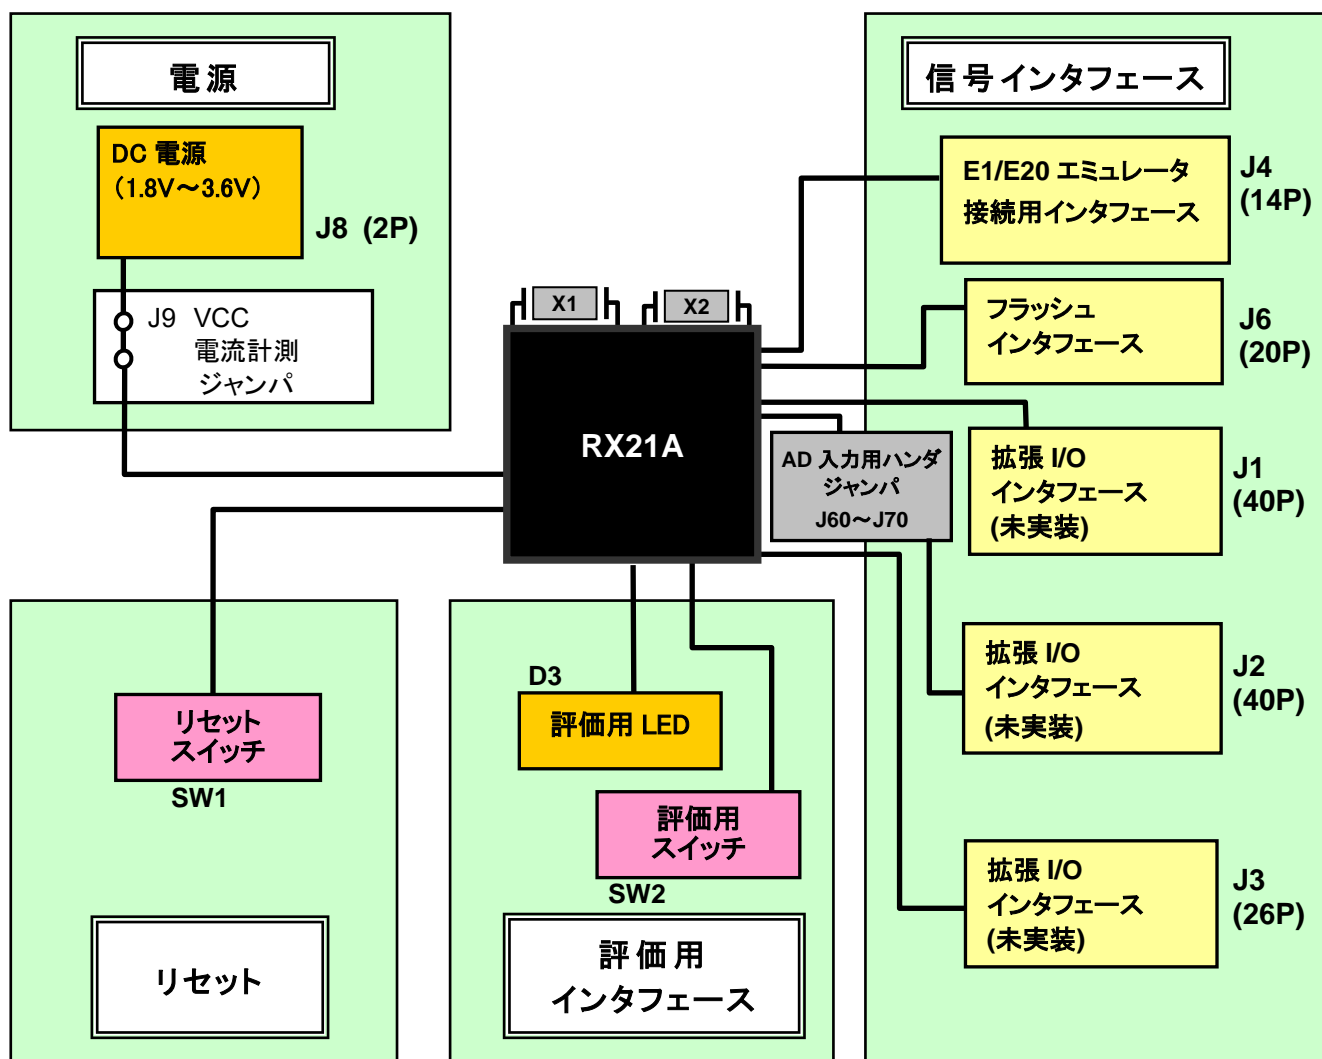 電源
DC 電源
（1.8V～3.6V）
J8 (2P)
J9 VCC
電流計測
ジャンパ
信号インタフェース
E1/E20 エミュレータ
接続用インタフェース
J4
(14P)
フラッシュ
インタフェース
J6
(20P)
X1
X2
RX21A
AD 入力用ハンダ
ジャンパ
J60～J70
拡張 I/O
インタフェース
(未実装)
J1
(40P)
拡張 I/O
インタフェース
(未実装)
J2
(40P)
拡張 I/O
インタフェース
(未実装)
J3
(26P)
リセット
スイッチ
SW1
リセット
D3
評価用 LED
評価用
スイッチ
SW2
評価用
インタフェース